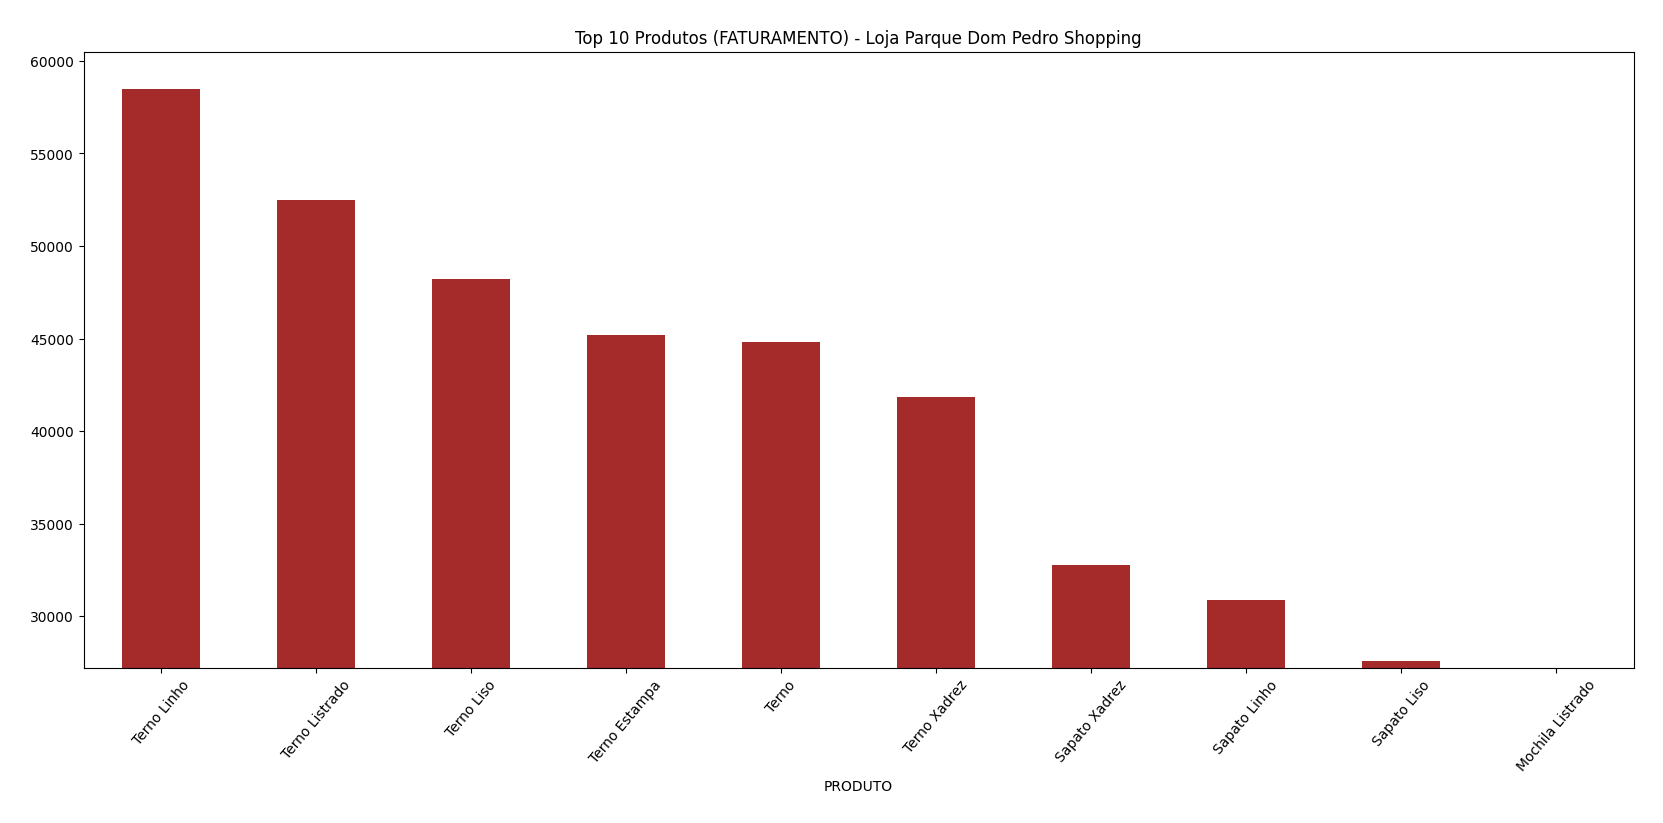 Top 10 Produtos (FATURAMENTO) - Loja Parque Dom Pedro Shopping
60000
55000
50000
45000
40000
35000
30000
Terno Linho
Terno Listrado
Terno Liso
Terno Estampa
Terno
Terno Xadrez
Sapato Xadrez
Sapato Linho
Sapato Liso
Mochila Listrado
PRODUTO